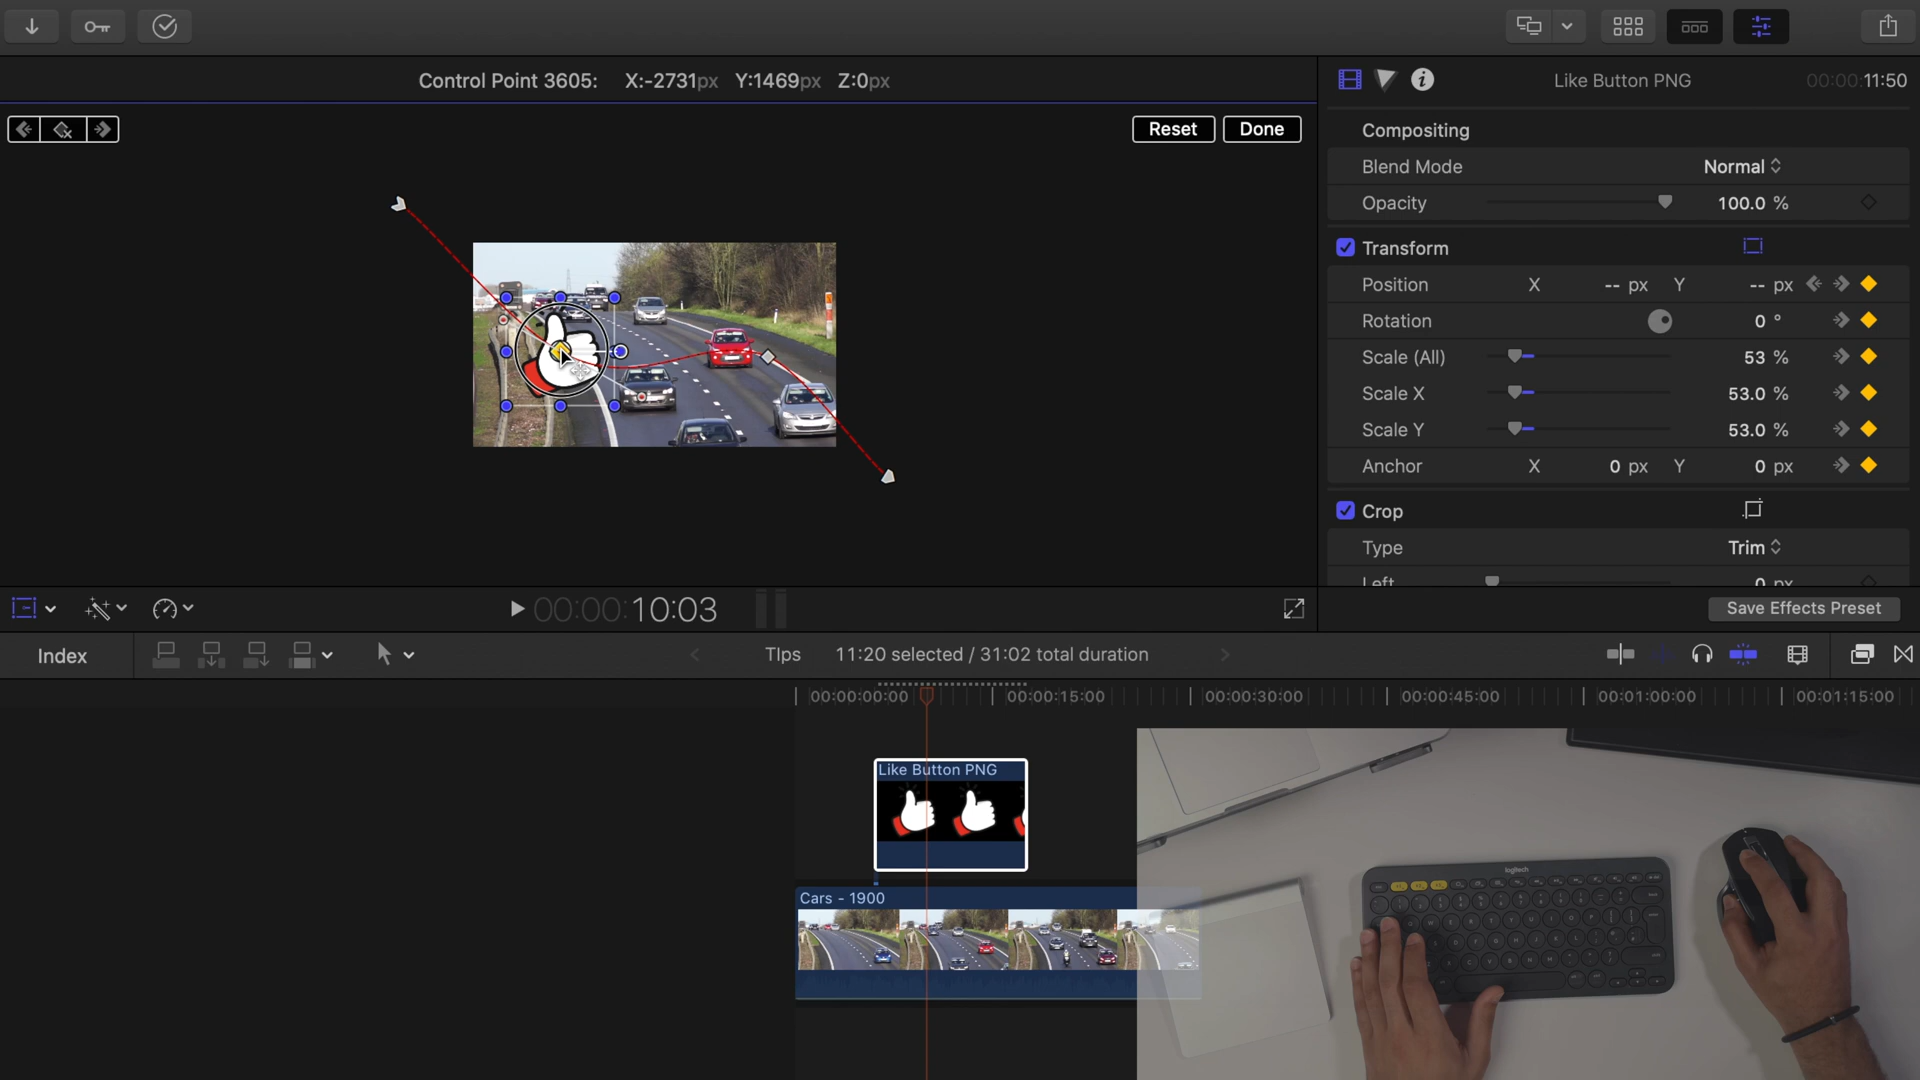 Control Point 3605: X:-2731px Y:1469px Z:0px
Like Button PNG
00:00:11:50
Reset
Done
Compositing
Blend Mode
Normal
Opacity
100.0 %
Transform
Position X -- px Y -- px
Rotation 0 °
Scale (All) 53 %
Scale X 53.0 %
Scale Y 53.0 %
Anchor X 0 px Y 0 px
Crop
Type
Trim
Left
0 px
00:00:10:03
Save Effects Preset
Index
TIps
11:20 selected / 31:02 total duration
00:00:00:00
00:00:15:00
00:00:30:00
00:00:45:00
00:01:00:00
00:01:15:00
Like Button PNG
Cars - 1900
logitech